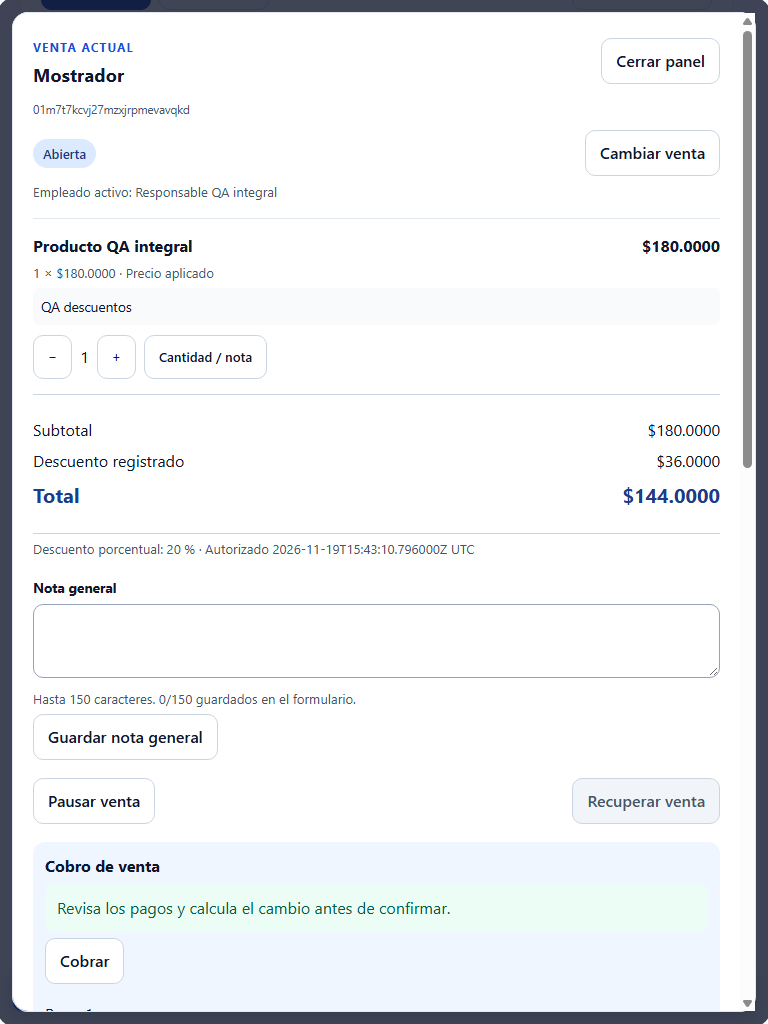 VENTA ACTUAL
Mostrador
Cerrar panel
01m7t7kcvj27mzxjrpmevavqkd
Abierta
Cambiar venta
Empleado activo: Responsable QA integral
Producto QA integral $180.0000
1 × $180.0000 · Precio aplicado
QA descuentos
− 1 + Cantidad / nota
Subtotal $180.0000
Descuento registrado $36.0000
Total $144.0000
Descuento porcentual: 20 % · Autorizado 2026-11-19T15:43:10.796000Z UTC
Nota general
Hasta 150 caracteres. 0/150 guardados en el formulario.
Guardar nota general
Pausar venta Recuperar venta
Cobro de venta
Revisa los pagos y calcula el cambio antes de confirmar.
Cobrar